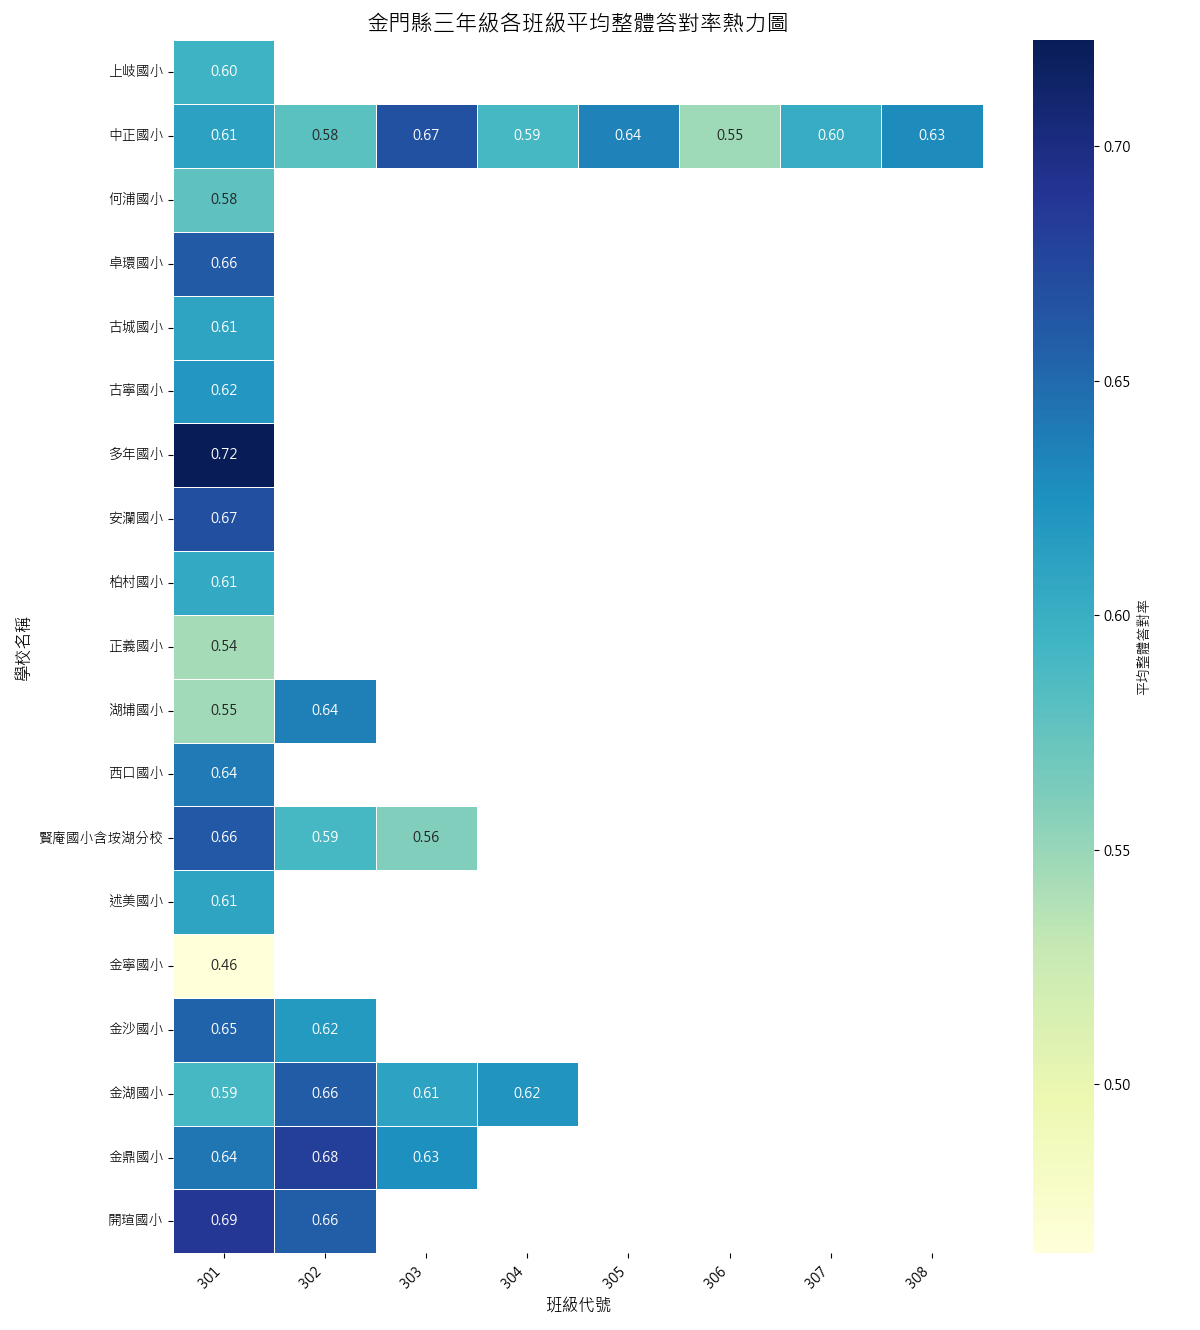 金門縣三年級各班級平均整體答對率熱力圖
上岐國小 0.60
中正國小 0.61 0.58 0.67 0.59 0.64 0.55 0.60 0.63
何浦國小 0.58
卓環國小 0.66
古城國小 0.61
古寧國小 0.62
多年國小 0.72
安瀾國小 0.67
柏村國小 0.61
正義國小 0.54
湖埔國小 0.55 0.64
西口國小 0.64
賢庵國小含垵湖分校 0.66 0.59 0.56
述美國小 0.61
金寧國小 0.46
金沙國小 0.65 0.62
金湖國小 0.59 0.66 0.61 0.62
金鼎國小 0.64 0.68 0.63
開瑄國小 0.69 0.66
學校名稱
301 302 303 304 305 306 307 308
班級代號
0.70
0.65
0.60
0.55
0.50
平均整體答對率